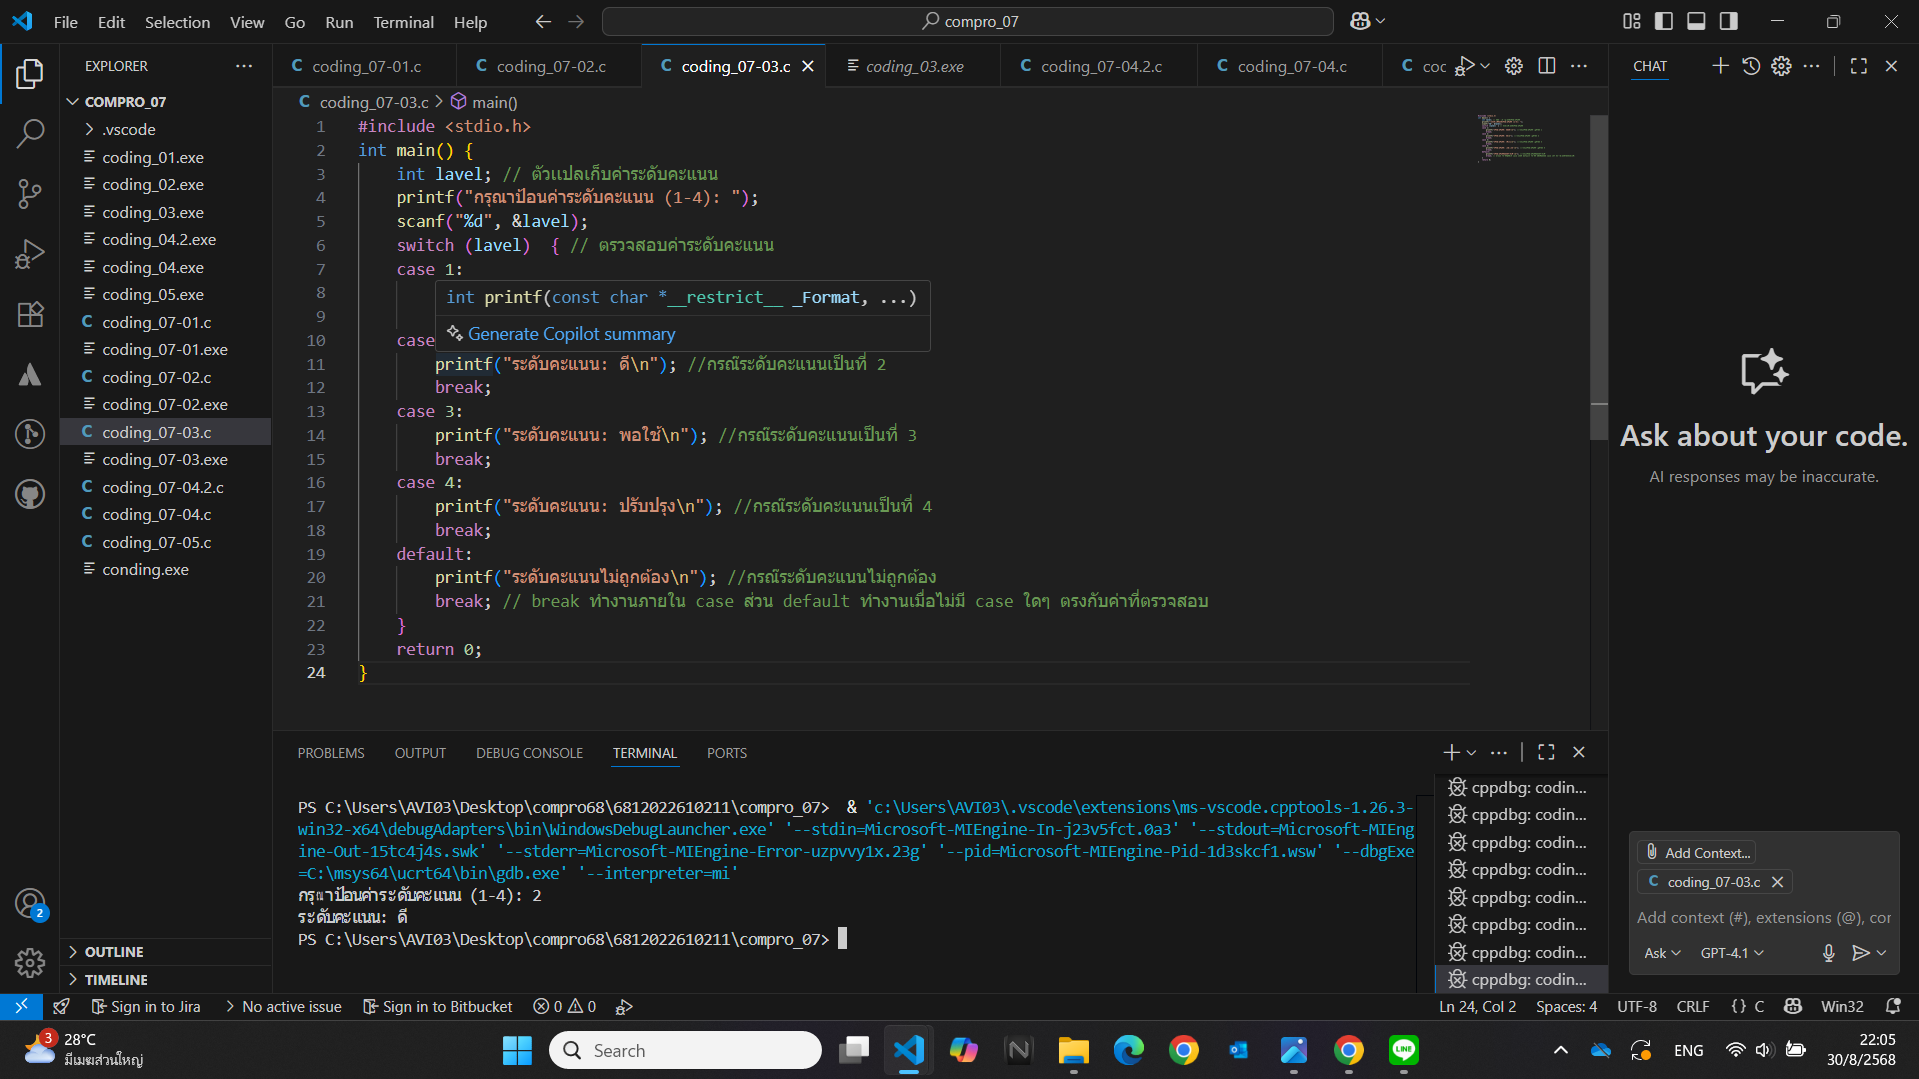 File Edit Selection View Go Run Terminal Help
compro_07
EXPLORER
COMPRO_07
.vscode
coding_01.exe
coding_02.exe
coding_03.exe
coding_04.2.exe
coding_04.exe
coding_05.exe
coding_07-01.c
coding_07-01.exe
coding_07-02.c
coding_07-02.exe
coding_07-03.c
coding_07-03.exe
coding_07-04.2.c
coding_07-04.c
coding_07-05.c
conding.exe
OUTLINE
TIMELINE
coding_07-01.c coding_07-02.c coding_07-03.c coding_03.exe coding_07-04.2.c coding_07-04.c coc
coding_07-03.c > main()
1 #include <stdio.h>
2 int main() {
3 int lavel; // ตัวแปลเก็บค่าระดับคะแนน
4 printf("กรุณาป้อนค่าระดับคะแนน (1-4): ");
5 scanf("%d", &lavel);
6 switch (lavel)  { // ตรวจสอบค่าระดับคะแนน
7 case 1:
8
int printf(const char *__restrict__ _Format, ...)
9
Generate Copilot summary
10 case
11 printf("ระดับคะแนน: ดี\n"); //กรณีระดับคะแนนเป็นที่ 2
12 break;
13 case 3:
14 printf("ระดับคะแนน: พอใช้\n"); //กรณีระดับคะแนนเป็นที่ 3
15 break;
16 case 4:
17 printf("ระดับคะแนน: ปรับปรุง\n"); //กรณีระดับคะแนนเป็นที่ 4
18 break;
19 default:
20 printf("ระดับคะแนนไม่ถูกต้อง\n"); //กรณีระดับคะแนนไม่ถูกต้อง
21 break; // break ทำงานภายใน case ส่วน default ทำงานเมื่อไม่มี case ใดๆ ตรงกับค่าที่ตรวจสอบ
22 }
23 return 0;
24 }
PROBLEMS OUTPUT DEBUG CONSOLE TERMINAL PORTS
PS C:\Users\AVI03\Desktop\compro68\6812022610211\compro_07>  & 'c:\Users\AVI03\.vscode\extensions\ms-vscode.cpptools-1.26.3-
win32-x64\debugAdapters\bin\WindowsDebugLauncher.exe' '--stdin=Microsoft-MIEngine-In-j23v5fct.0a3' '--stdout=Microsoft-MIEng
ine-Out-15tc4j4s.swk' '--stderr=Microsoft-MIEngine-Error-uzpvvy1x.23g' '--pid=Microsoft-MIEngine-Pid-1d3skcf1.wsw' '--dbgExe
=C:\msys64\ucrt64\bin\gdb.exe' '--interpreter=mi'
กรุณาป้อนค่าระดับคะแนน (1-4): 2
ระดับคะแนน: ดี
PS C:\Users\AVI03\Desktop\compro68\6812022610211\compro_07>
cppdbg: codin...
cppdbg: codin...
cppdbg: codin...
cppdbg: codin...
cppdbg: codin...
cppdbg: codin...
cppdbg: codin...
cppdbg: codin...
CHAT
Ask about your code.
AI responses may be inaccurate.
Add Context...
coding_07-03.c
Add context (#), extensions (@), cor
Ask GPT-4.1
2
Sign in to Jira No active issue Sign in to Bitbucket 0 0 Ln 24, Col 2 Spaces: 4 UTF-8 CRLF {} C Win32
3 28°C
มีเมฆส่วนใหญ่
Search
LINE
ENG
22:05
30/8/2568